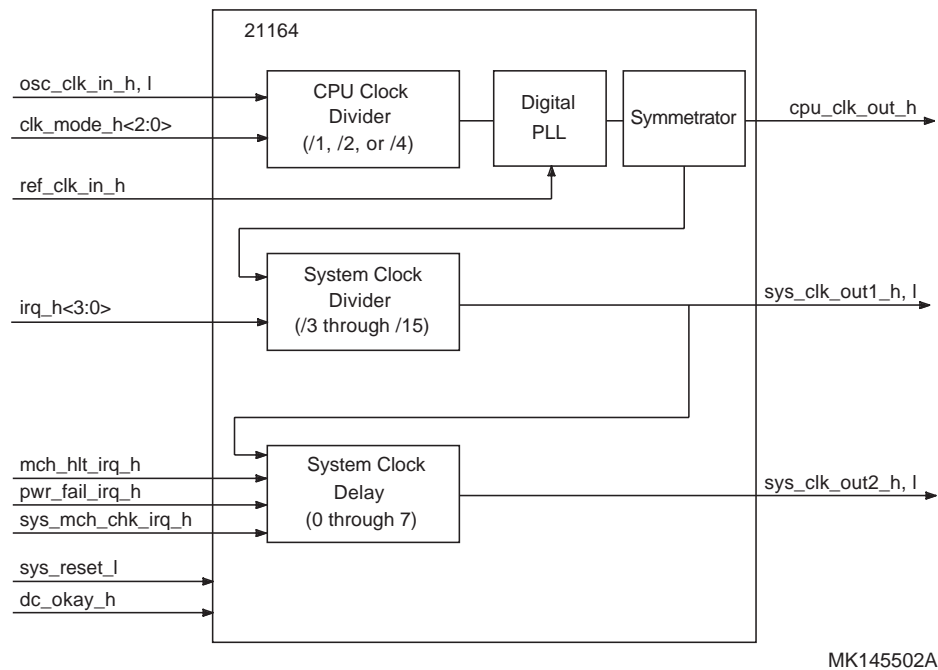 21164
osc_clk_in_h, l
clk_mode_h<2:0>
ref_clk_in_h
CPU Clock
Divider
(/1, /2, or /4)
Digital
PLL
Symmetrator
cpu_clk_out_h
irq_h<3:0>
System Clock
Divider
(/3 through /15)
sys_clk_out1_h, l
mch_hlt_irq_h
pwr_fail_irq_h
sys_mch_chk_irq_h
System Clock
Delay
(0 through 7)
sys_clk_out2_h, l
sys_reset_l
dc_okay_h
MK145502A